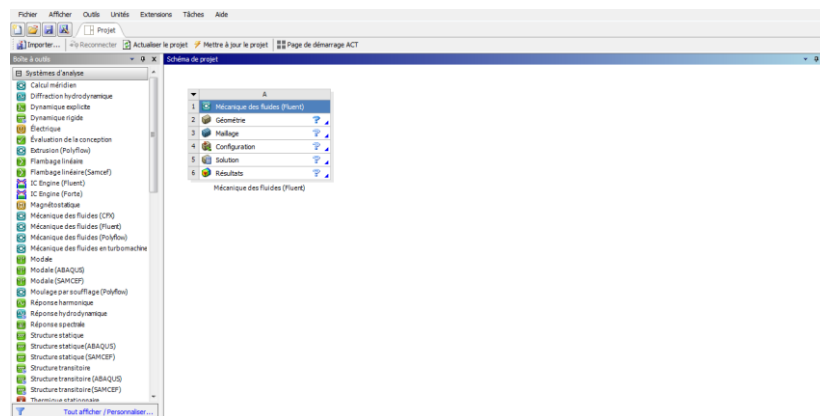 Fichier Afficher Outils Unités Extensions Tâches Aide
Projet
Importer... Reconnecter Actualiser le projet Mettre à jour le projet Page de démarrage ACT
Boîte à outils Schéma de projet
Systèmes d'analyse
Calcul méridien
Diffraction hydrodynamique
Dynamique explicite
Dynamique rigide
Électrique
Évaluation de la conception
Extrusion (Polyflow)
Flambage linéaire
Flambage linéaire (Samcef)
IC Engine (Fluent)
IC Engine (Forte)
Magnétostatique
Mécanique des fluides (CFX)
Mécanique des fluides (Fluent)
Mécanique des fluides (Polyflow)
Mécanique des fluides en turbomachine
Modale
Modale (ABAQUS)
Modale (SAMCEF)
Moulage par soufflage (Polyflow)
Réponse harmonique
Réponse hydrodynamique
Réponse spectrale
Structure statique
Structure statique (ABAQUS)
Structure statique (SAMCEF)
Structure transitoire
Structure transitoire (ABAQUS)
Structure transitoire (SAMCEF)
Thermique stationnaire
Tout afficher / Personnaliser...
A
1 Mécanique des fluides (Fluent)
2 Géométrie ?
3 Maillage ?
4 Configuration ?
5 Solution ?
6 Résultats ?
Mécanique des fluides (Fluent)